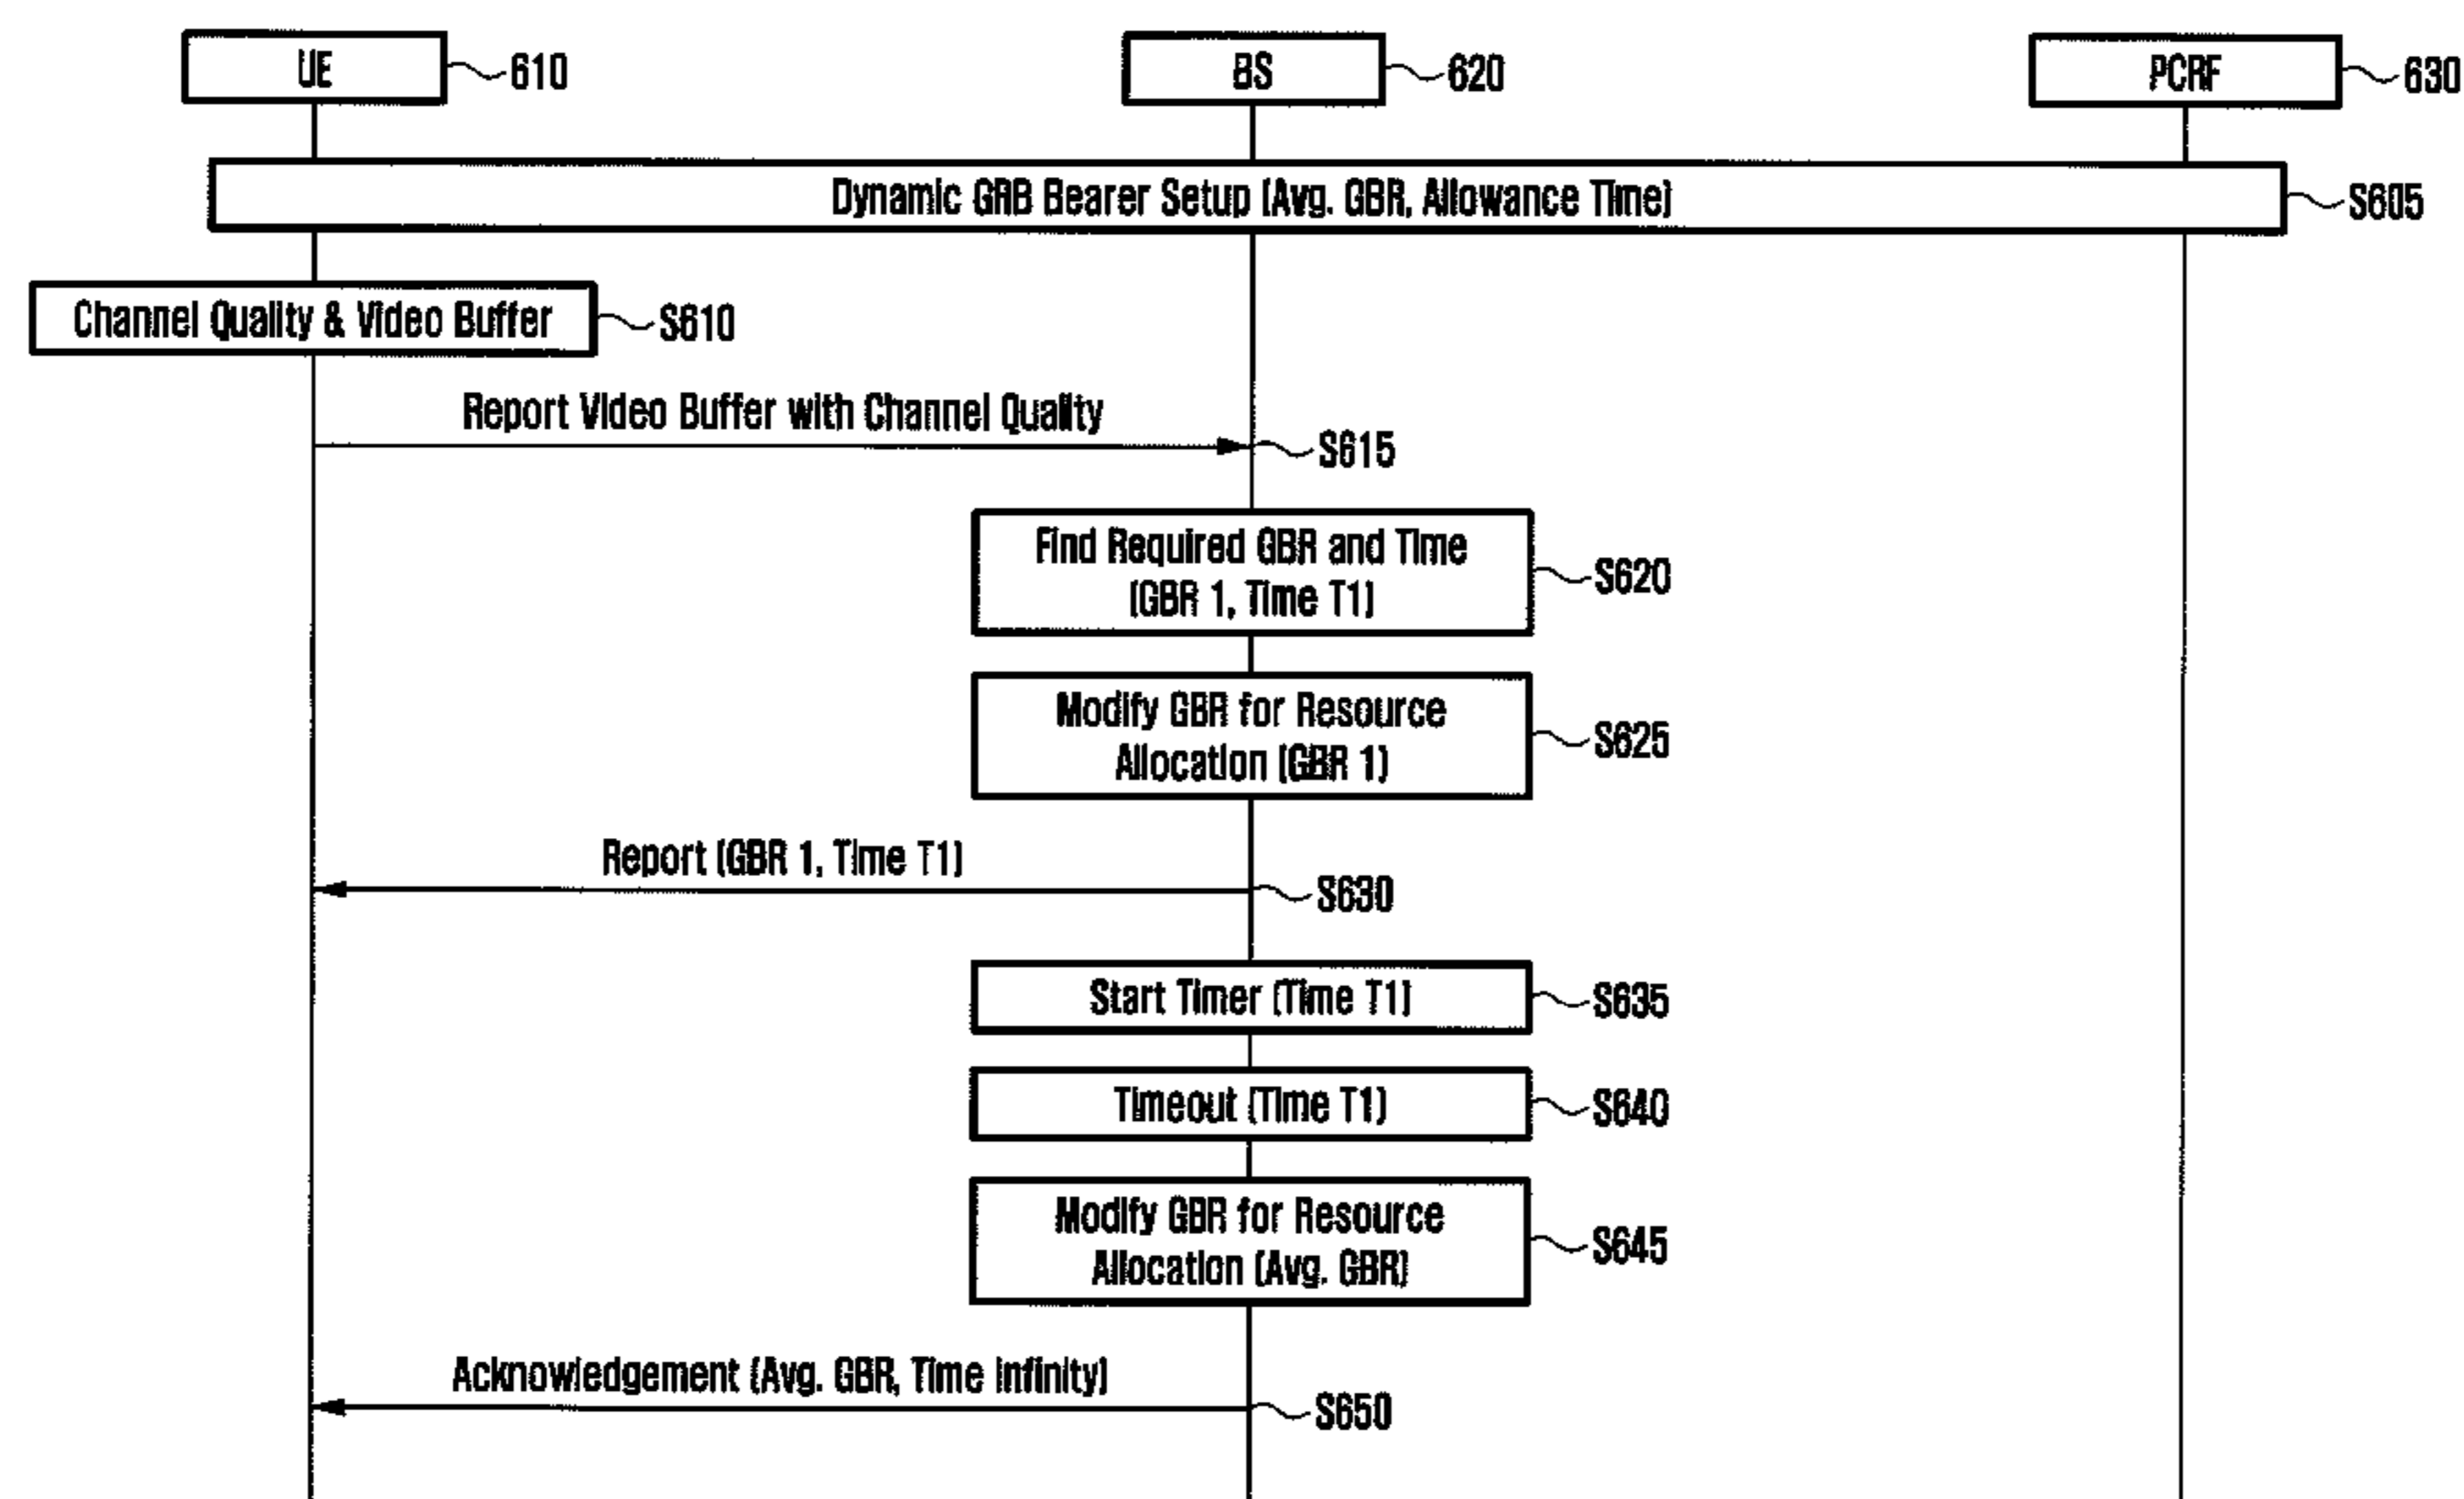 UE
610
BS
620
PCRF
630
Dynamic GRB Bearer Setup (Avg. GBR, Allowance Time)
S605
Channel Quality & Video Buffer
S610
Report Video Buffer with Channel Quality
S615
Find Required GBR and Time
(GBR 1, Time T1)
S620
Modify GBR for Resource
Allocation (GBR 1)
S625
Report (GBR 1, Time T1)
S630
Start Timer (Time T1)
S635
Timeout (Time T1)
S640
Modify GBR for Resource
Allocation (Avg. GBR)
S645
Acknowledgement (Avg. GBR, Time Infinity)
S650